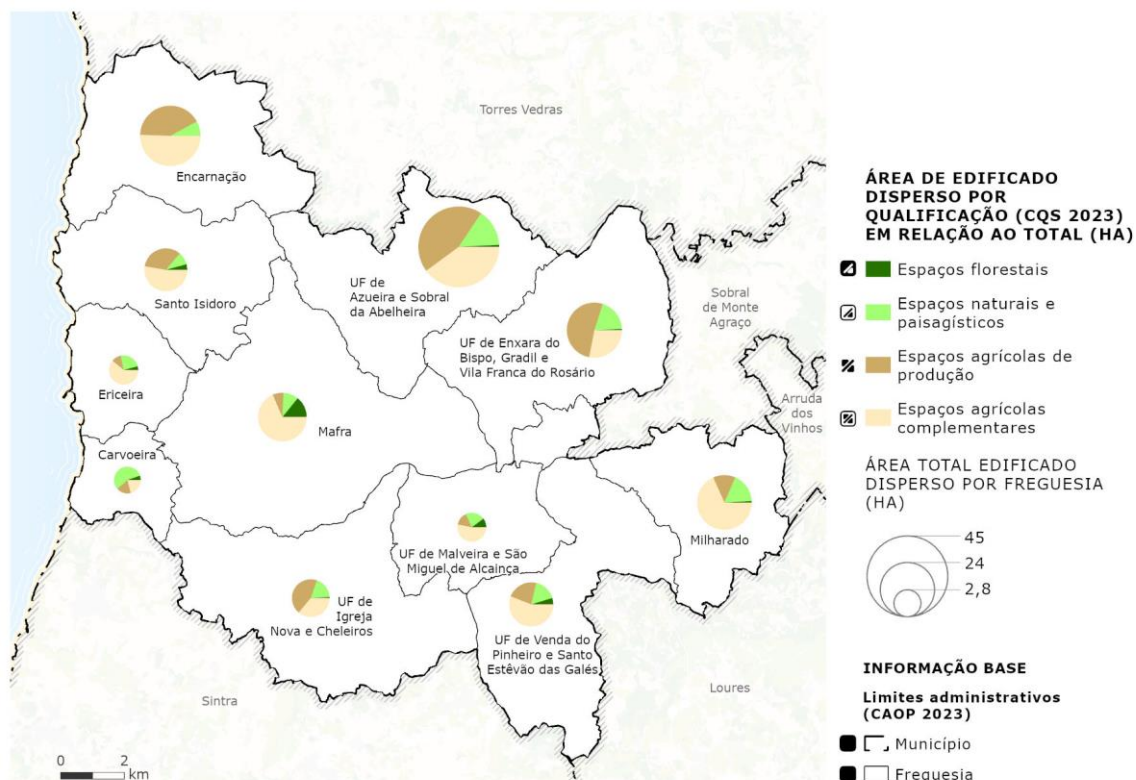 Torres Vedras
Encarnação
Santo Isidoro
UF de
Azueira e Sobral
da Abelheira
Sobral
de Monte
Agraço
UF de Enxara do
Bispo, Gradil e
Vila Franca do Rosário
Ericeira
Arruda
dos
Vinhos
Mafra
Carvoeira
Milharado
UF de Malveira e São
Miguel de Alcainça
UF de
Igreja
Nova e Cheleiros
UF de Venda do
Pinheiro e Santo
Estêvão das Galés
Sintra
Loures
0 2
km
ÁREA DE EDIFICADO
DISPERSO POR
QUALIFICAÇÃO (CQS 2023)
EM RELAÇÃO AO TOTAL (HA)
Espaços florestais
Espaços naturais e
paisagísticos
Espaços agrícolas de
produção
Espaços agrícolas
complementares
ÁREA TOTAL EDIFICADO
DISPERSO POR FREGUESIA
(HA)
45
24
2,8
INFORMAÇÃO BASE
Limites administrativos
(CAOP 2023)
Município
Freguesia